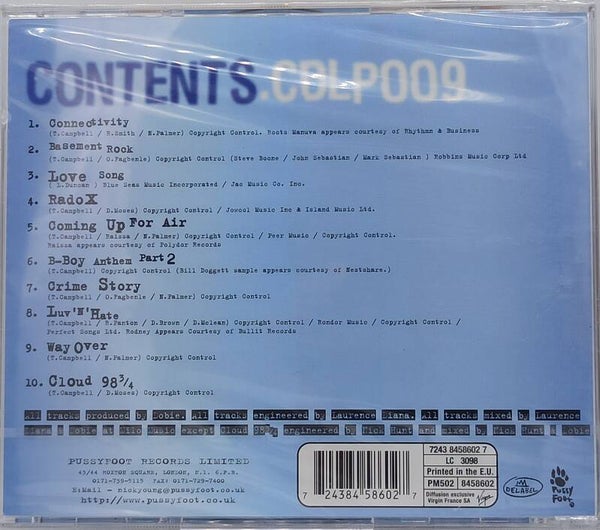 CONTENTS.CDLP009
1. Connectivity
(T.Campbell / R.Smith / N.Palmer) Copyright Control. Roots Manuva appears courtesy of Rhythmn & Business
2. Basement Rock
(T.Campbell / O.Fagbenle) Copyright Control (Steve Boone / John Sebastian / Mark Sebastian ) Robbins Music Corp Ltd
3. Love Song
( L.Duncan ) Blue Seas Music Incorporated / Jac Music Co. Inc.
4. RadoX
(T.Campbell / D.Moses) Copyright Control / Jowcol Music Inc & Island Music Ltd.
5. Coming Up For Air
(T.Campbell / Raissa / N.Palmer) Copyright Control / Peer Music / Copyright Control.
Raissa appears courtesy of Polydor Records
6. B-Boy Anthem Part 2
(T.Campbell) Copyright Control (Bill Doggett sample appears courtesy of Nestshare.)
7. Crime Story
(T.Campbell / O.Fagbenle / N.Palmer) Copyright Control
8. Luv'N'Hate
(T.Campbell / R.Panton / D.Brown / D.Mclean) Copyright Control / Rondor Music / Copyright Control /
Perfect Songs Ltd. Rodney Appears Courtesy of Bullit Records
9. Way Over
(T.Campbell / N.Palmer) Copyright Control
10. Cloud 98 3/4
(T.Campbell / D.Moses) Copyright Control
All tracks produced by Tobie. All tracks engineered by Laurence Diana. All tracks mixed by Laurence
Diana & Tobie at Milo Music except Cloud 98 3/4 engineered by Nick Hunt and mixed by Nick Hunt & Tobie
PUSSYFOOT RECORDS LIMITED
45/44 HOXTON SQUARE, LONDON, N.1. 6.P.B.
0171-739-5115 FAX: 0171-729-7400
E:Mail - nickyoung@pussyfoot.co.uk
http://www.pussyfoot.co.uk
7243 8458602 7
LC 3098
Printed in the E.U.
PM502 8458602
Diffusion exclusive
Virgin France SA
Virgin
7 24384 58602 7
DELABEL
Pussy Foot